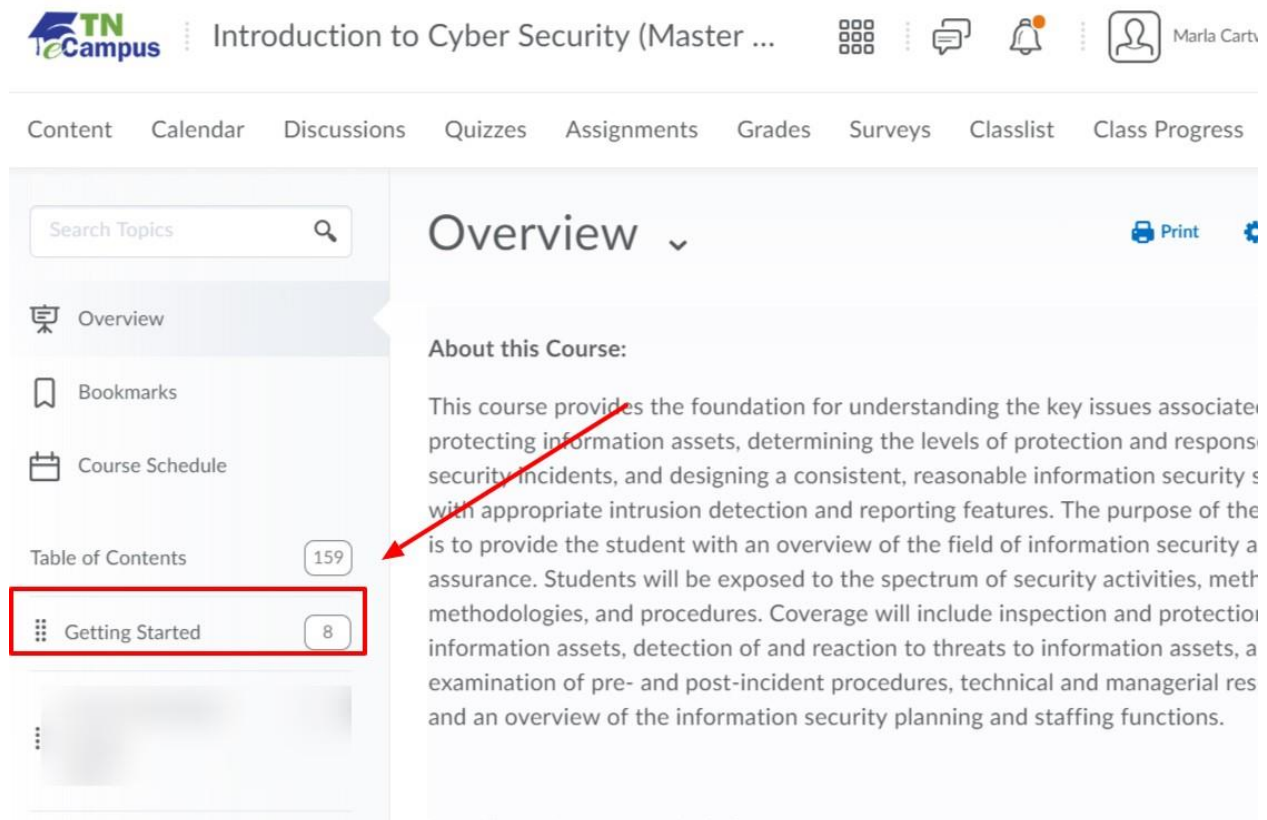 TN
eCampus
Introduction to Cyber Security (Master ...
Marla Cartw
Content Calendar Discussions Quizzes Assignments Grades Surveys Classlist Class Progress
Search Topics
Overview
Print
Overview
Bookmarks
Course Schedule
Table of Contents 159
Getting Started 8
About this Course:
This course provides the foundation for understanding the key issues associated
protecting information assets, determining the levels of protection and respons
security incidents, and designing a consistent, reasonable information security s
with appropriate intrusion detection and reporting features. The purpose of the
is to provide the student with an overview of the field of information security a
assurance. Students will be exposed to the spectrum of security activities, meth
methodologies, and procedures. Coverage will include inspection and protection
information assets, detection of and reaction to threats to information assets, a
examination of pre- and post-incident procedures, technical and managerial res
and an overview of the information security planning and staffing functions.